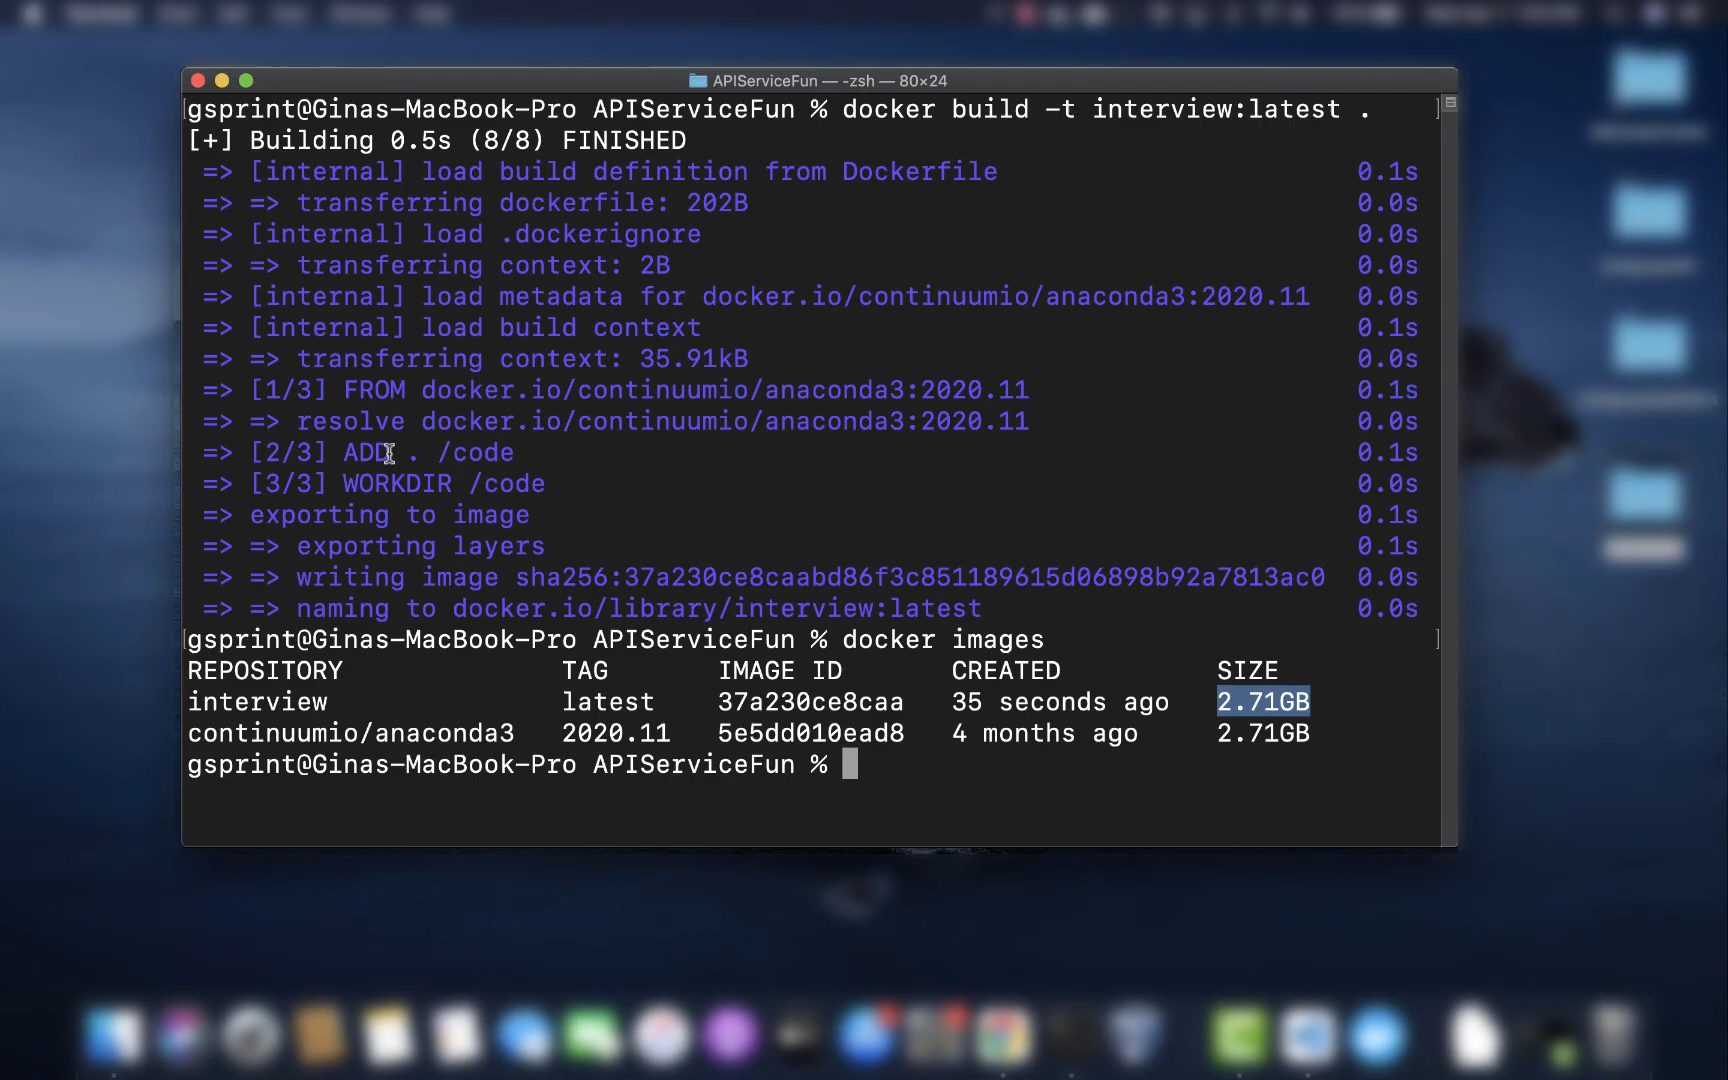 APIServiceFun — -zsh — 80×24
gsprint@Ginas-MacBook-Pro APIServiceFun % docker build -t interview:latest .
[+] Building 0.5s (8/8) FINISHED
=> [internal] load build definition from Dockerfile 0.1s
=> => transferring dockerfile: 202B 0.0s
=> [internal] load .dockerignore 0.0s
=> => transferring context: 2B 0.0s
=> [internal] load metadata for docker.io/continuumio/anaconda3:2020.11 0.0s
=> [internal] load build context 0.1s
=> => transferring context: 35.91kB 0.0s
=> [1/3] FROM docker.io/continuumio/anaconda3:2020.11 0.1s
=> => resolve docker.io/continuumio/anaconda3:2020.11 0.0s
=> [2/3] ADD . /code 0.1s
=> [3/3] WORKDIR /code 0.0s
=> exporting to image 0.1s
=> => exporting layers 0.1s
=> => writing image sha256:37a230ce8caabd86f3c851189615d06898b92a7813ac0 0.0s
=> => naming to docker.io/library/interview:latest 0.0s
gsprint@Ginas-MacBook-Pro APIServiceFun % docker images
REPOSITORY TAG IMAGE ID CREATED SIZE
interview latest 37a230ce8caa 35 seconds ago 2.71GB
continuumio/anaconda3 2020.11 5e5dd010ead8 4 months ago 2.71GB
gsprint@Ginas-MacBook-Pro APIServiceFun %